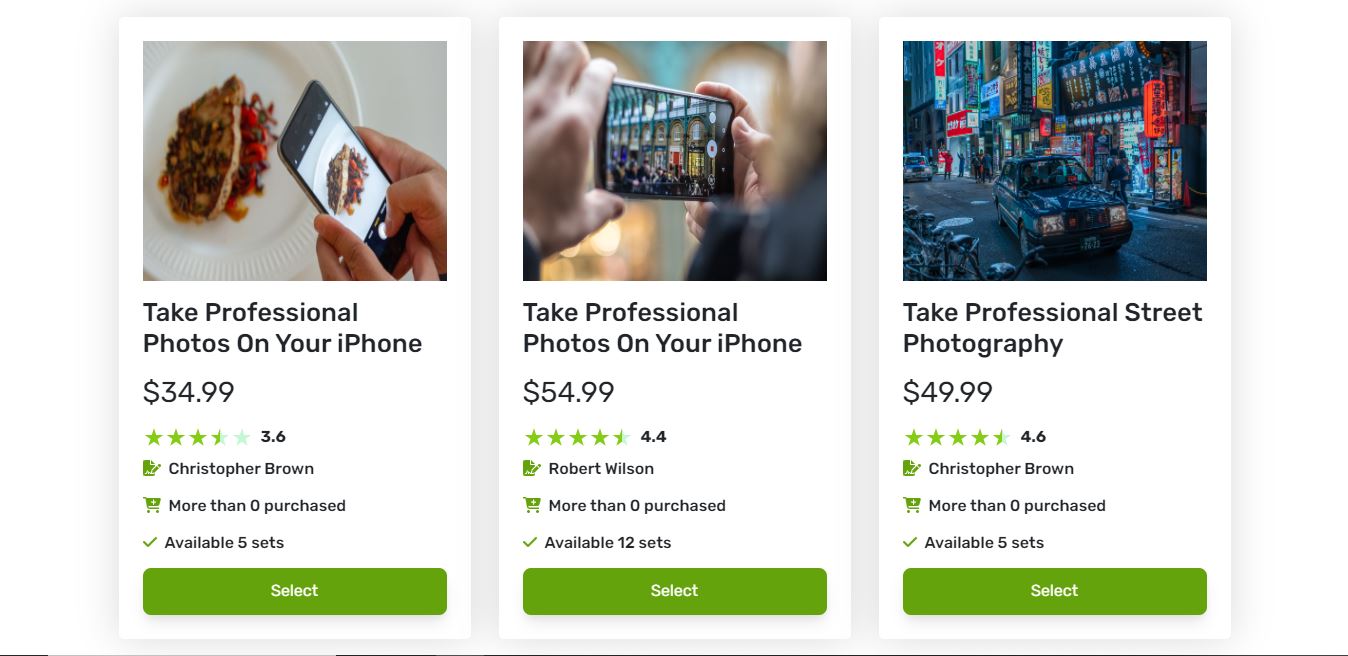 Take Professional
Photos On Your iPhone
$34.99
3.6
Christopher Brown
More than 0 purchased
Available 5 sets
Select
Take Professional
Photos On Your iPhone
$54.99
4.4
Robert Wilson
More than 0 purchased
Available 12 sets
Select
Take Professional Street
Photography
$49.99
4.6
Christopher Brown
More than 0 purchased
Available 5 sets
Select